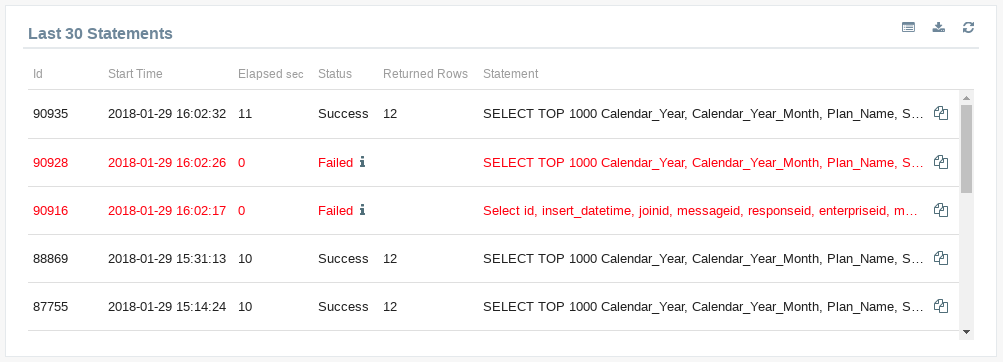 Last 30 Statements
Id Start Time Elapsed sec Status Returned Rows Statement
90935 2018-01-29 16:02:32 11 Success 12 SELECT TOP 1000 Calendar_Year, Calendar_Year_Month, Plan_Name, S…
90928 2018-01-29 16:02:26 0 Failed SELECT TOP 1000 Calendar_Year, Calendar_Year_Month, Plan_Name, S…
90916 2018-01-29 16:02:17 0 Failed Select id, insert_datetime, joinid, messageid, responseid, enterpriseid, m…
88869 2018-01-29 15:31:13 10 Success 12 SELECT TOP 1000 Calendar_Year, Calendar_Year_Month, Plan_Name, S…
87755 2018-01-29 15:14:24 10 Success 12 SELECT TOP 1000 Calendar_Year, Calendar_Year_Month, Plan_Name, S…